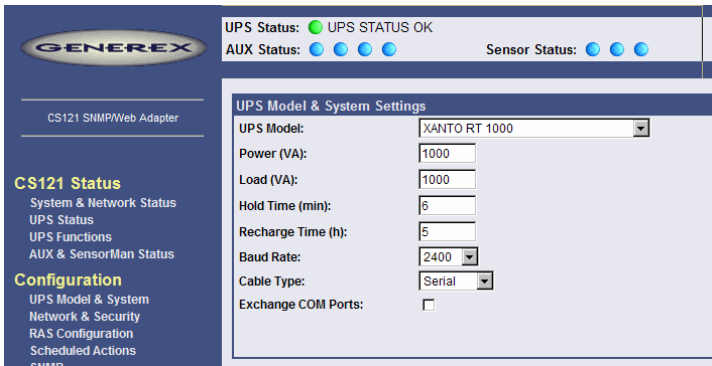 GENEREX
CS121 SNMP/Web Adapter
CS121 Status
System & Network Status
UPS Status
UPS Functions
AUX & SensorMan Status
Configuration
UPS Model & System
Network & Security
RAS Configuration
Scheduled Actions
SNMP
UPS Status: UPS STATUS OK
AUX Status: Sensor Status:
UPS Model & System Settings
UPS Model: XANTO RT 1000
Power (VA): 1000
Load (VA): 1000
Hold Time (min): 6
Recharge Time (h): 5
Baud Rate: 2400
Cable Type: Serial
Exchange COM Ports: